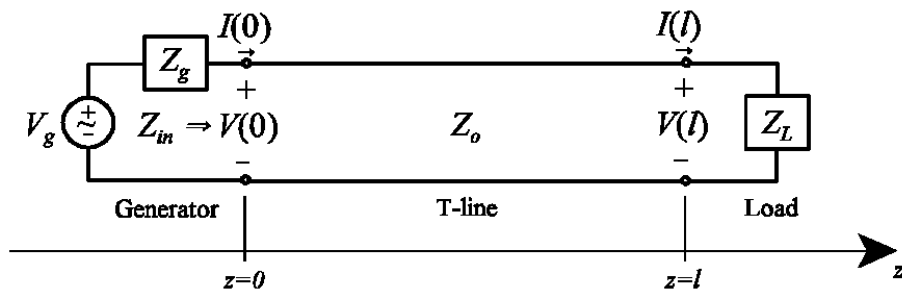 I(0) I(l)
→ →
Z_g
+ +
V_g + ~ - Z_in ⇒ V(0) Z_o V(l) Z_L
- -
Generator T-line Load
z
z=0 z=l